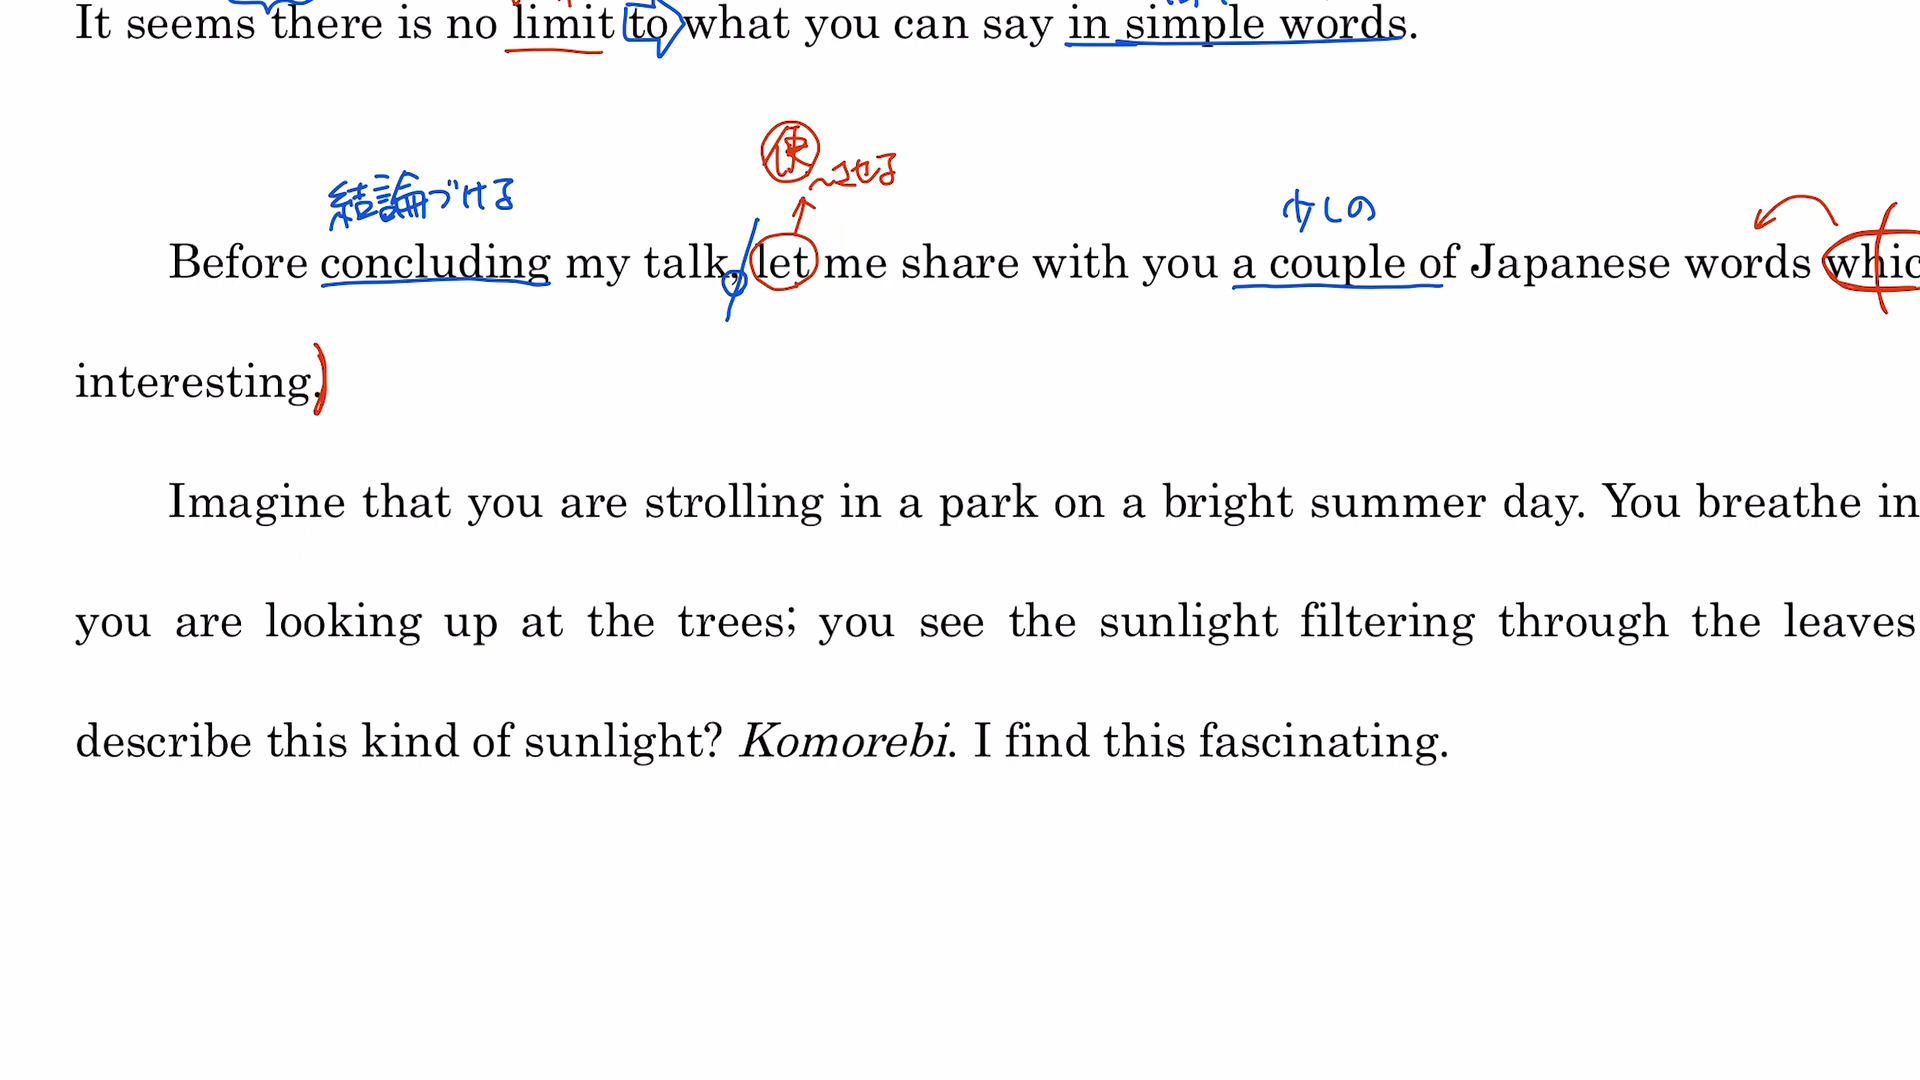 It seems there is no limit to what you can say in simple words.
使
〜させる
結論づける
少しの
Before concluding my talk, let me share with you a couple of Japanese words whic
interesting.)
Imagine that you are strolling in a park on a bright summer day. You breathe in
you are looking up at the trees; you see the sunlight filtering through the leaves
describe this kind of sunlight? Komorebi. I find this fascinating.